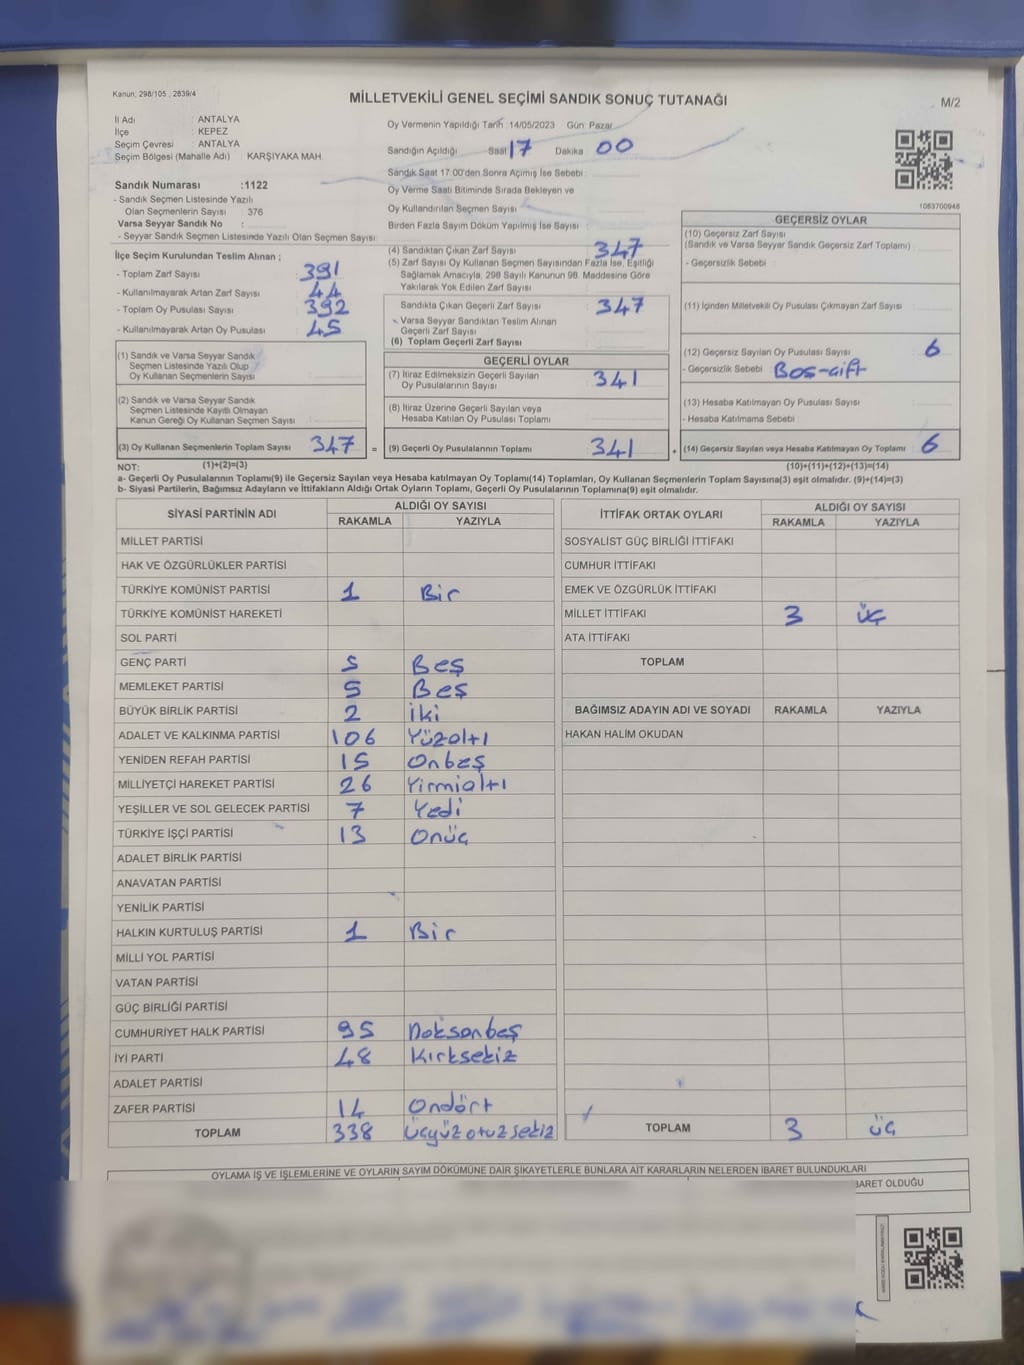 Kanun: 298/105 , 2839/4
MİLLETVEKİLİ GENEL SEÇİMİ SANDIK SONUÇ TUTANAĞI
M/2
İl Adı : ANTALYA
İlçe : KEPEZ
Seçim Çevresi : ANTALYA
Seçim Bölgesi (Mahalle Adı) : KARŞIYAKA MAH.
Oy Vermenin Yapıldığı Tarih :14/05/2023 Gün: Pazar
Sandığın Açıldığı Saat 17 Dakika 00
Sandık Saat 17:00'den Sonra Açımış İse Sebebi :
Oy Verme Saati Bitiminde Sırada Bekleyen ve
Oy Kullandırılan Seçmen Sayısı :
Birden Fazla Sayım Döküm Yapılmış İse Sayısı :
1083700948
Sandık Numarası :1122
- Sandık Seçmen Listesinde Yazılı
Olan Seçmenlerin Sayısı : 376
Varsa Seyyar Sandık No :
- Seyyar Sandık Seçmen Listesinde Yazılı Olan Seçmen Sayısı:
İlçe Seçim Kurulundan Teslim Alınan ;
- Toplam Zarf Sayısı : 391
- Kullanılmayarak Artan Zarf Sayısı : 44
- Toplam Oy Pusulası Sayısı : 392
- Kullanılmayarak Artan Oy Pusulası : 45
(4) Sandıktan Çıkan Zarf Sayısı : 347
(5) Zarf Sayısı Oy Kullanan Seçmen Sayısından Fazla İse, Eşitliği
Sağlamak Amacıyla, 298 Sayılı Kanunun 98. Maddesine Göre
Yakılarak Yok Edilen Zarf Sayısı :
Sandıkta Çıkan Geçerli Zarf Sayısı : 347
- Varsa Seyyar Sandıktan Teslim Alınan
Geçerli Zarf Sayısı :
(6) Toplam Geçerli Zarf Sayısı :
GEÇERSİZ OYLAR
(10) Geçersiz Zarf Sayısı
(Sandık ve Varsa Seyyar Sandık Geçersiz Zarf Toplamı) :
- Geçersizlik Sebebi :
(11) İçinden Milletvekili Oy Pusulası Çıkmayan Zarf Sayısı :
(12) Geçersiz Sayılan Oy Pusulası Sayısı : 6
- Geçersizlik Sebebi : Boş-çift
(13) Hesaba Katılmayan Oy Pusulası Sayısı :
- Hesaba Katılmama Sebebi :
(14) Geçersiz Sayılan veya Hesaba Katılmayan Oy Toplamı : 6
(10)+(11)+(12)+(13)=(14)
(1) Sandık ve Varsa Seyyar Sandık
Seçmen Listesinde Yazılı Olup
Oy Kullanan Seçmenlerin Sayısı :
(2) Sandık ve Varsa Seyyar Sandık
Seçmen Listesinde Kayıtlı Olmayan
Kanun Gereği Oy Kullanan Seçmen Sayısı :
(3) Oy Kullanan Seçmenlerin Toplam Sayısı : 347 =
GEÇERLİ OYLAR
(7) İtiraz Edilmeksizin Geçerli Sayılan
Oy Pusulalarının Sayısı : 341
(8) İtiraz Üzerine Geçerli Sayılan veya
Hesaba Katılan Oy Pusulası Toplamı :
(9) Geçerli Oy Pusulalarının Toplamı : 341 +
NOT: (1)+(2)=(3)
a- Geçerli Oy Pusulalarının Toplamı(9) ile Geçersiz Sayılan veya Hesaba katılmayan Oy Toplamı(14) Toplamları, Oy Kullanan Seçmenlerin Toplam Sayısına(3) eşit olmalıdır. (9)+(14)=(3)
b- Siyasi Partilerin, Bağımsız Adayların ve İttifakların Aldığı Oy Ortak Oyların Toplamı, Geçerli Oy Pusulalarının Toplamına(9) eşit olmalıdır.
SİYASİ PARTİNİN ADI ALDIĞI OY SAYISI
RAKAMLA YAZIYLA
MİLLET PARTİSİ
HAK VE ÖZGÜRLÜKLER PARTİSİ
TÜRKİYE KOMÜNİST PARTİSİ 1 Bir
TÜRKİYE KOMÜNİST HAREKETİ
SOL PARTİ
GENÇ PARTİ 5 Beş
MEMLEKET PARTİSİ 5 Beş
BÜYÜK BİRLİK PARTİSİ 2 İki
ADALET VE KALKINMA PARTİSİ 106 Yüzaltı
YENİDEN REFAH PARTİSİ 15 Onbeş
MİLLİYETÇİ HAREKET PARTİSİ 26 Yirmialtı
YEŞİLLER VE SOL GELECEK PARTİSİ 7 Yedi
TÜRKİYE İŞÇİ PARTİSİ 13 Onüç
ADALET BİRLİK PARTİSİ
ANAVATAN PARTİSİ
YENİLİK PARTİSİ
HALKIN KURTULUŞ PARTİSİ 1 Bir
MİLLİ YOL PARTİSİ
VATAN PARTİSİ
GÜÇ BİRLİĞİ PARTİSİ
CUMHURİYET HALK PARTİSİ 95 Doksanbeş
İYİ PARTİ 48 Kırksekiz
ADALET PARTİSİ
ZAFER PARTİSİ 14 Ondört
TOPLAM 338 Üçyüzotuzsekiz
İTTİFAK ORTAK OYLARI ALDIĞI OY SAYISI
RAKAMLA YAZIYLA
SOSYALİST GÜÇ BİRLİĞİ İTTİFAKI
CUMHUR İTTİFAKI
EMEK VE ÖZGÜRLÜK İTTİFAKI
MİLLET İTTİFAKI 3 üç
ATA İTTİFAKI
TOPLAM
BAĞIMSIZ ADAYIN ADI VE SOYADI RAKAMLA YAZIYLA
HAKAN HALİM OKUDAN
TOPLAM 3 üç
OYLAMA İŞ VE İŞLEMLERİNE VE OYLARIN SAYIM DÖKÜMÜNE DAİR ŞİKAYETLERLE BUNLARA AİT KARARLARIN NELERDEN İBARET BULUNDUKLARI
BARET OLDUĞU